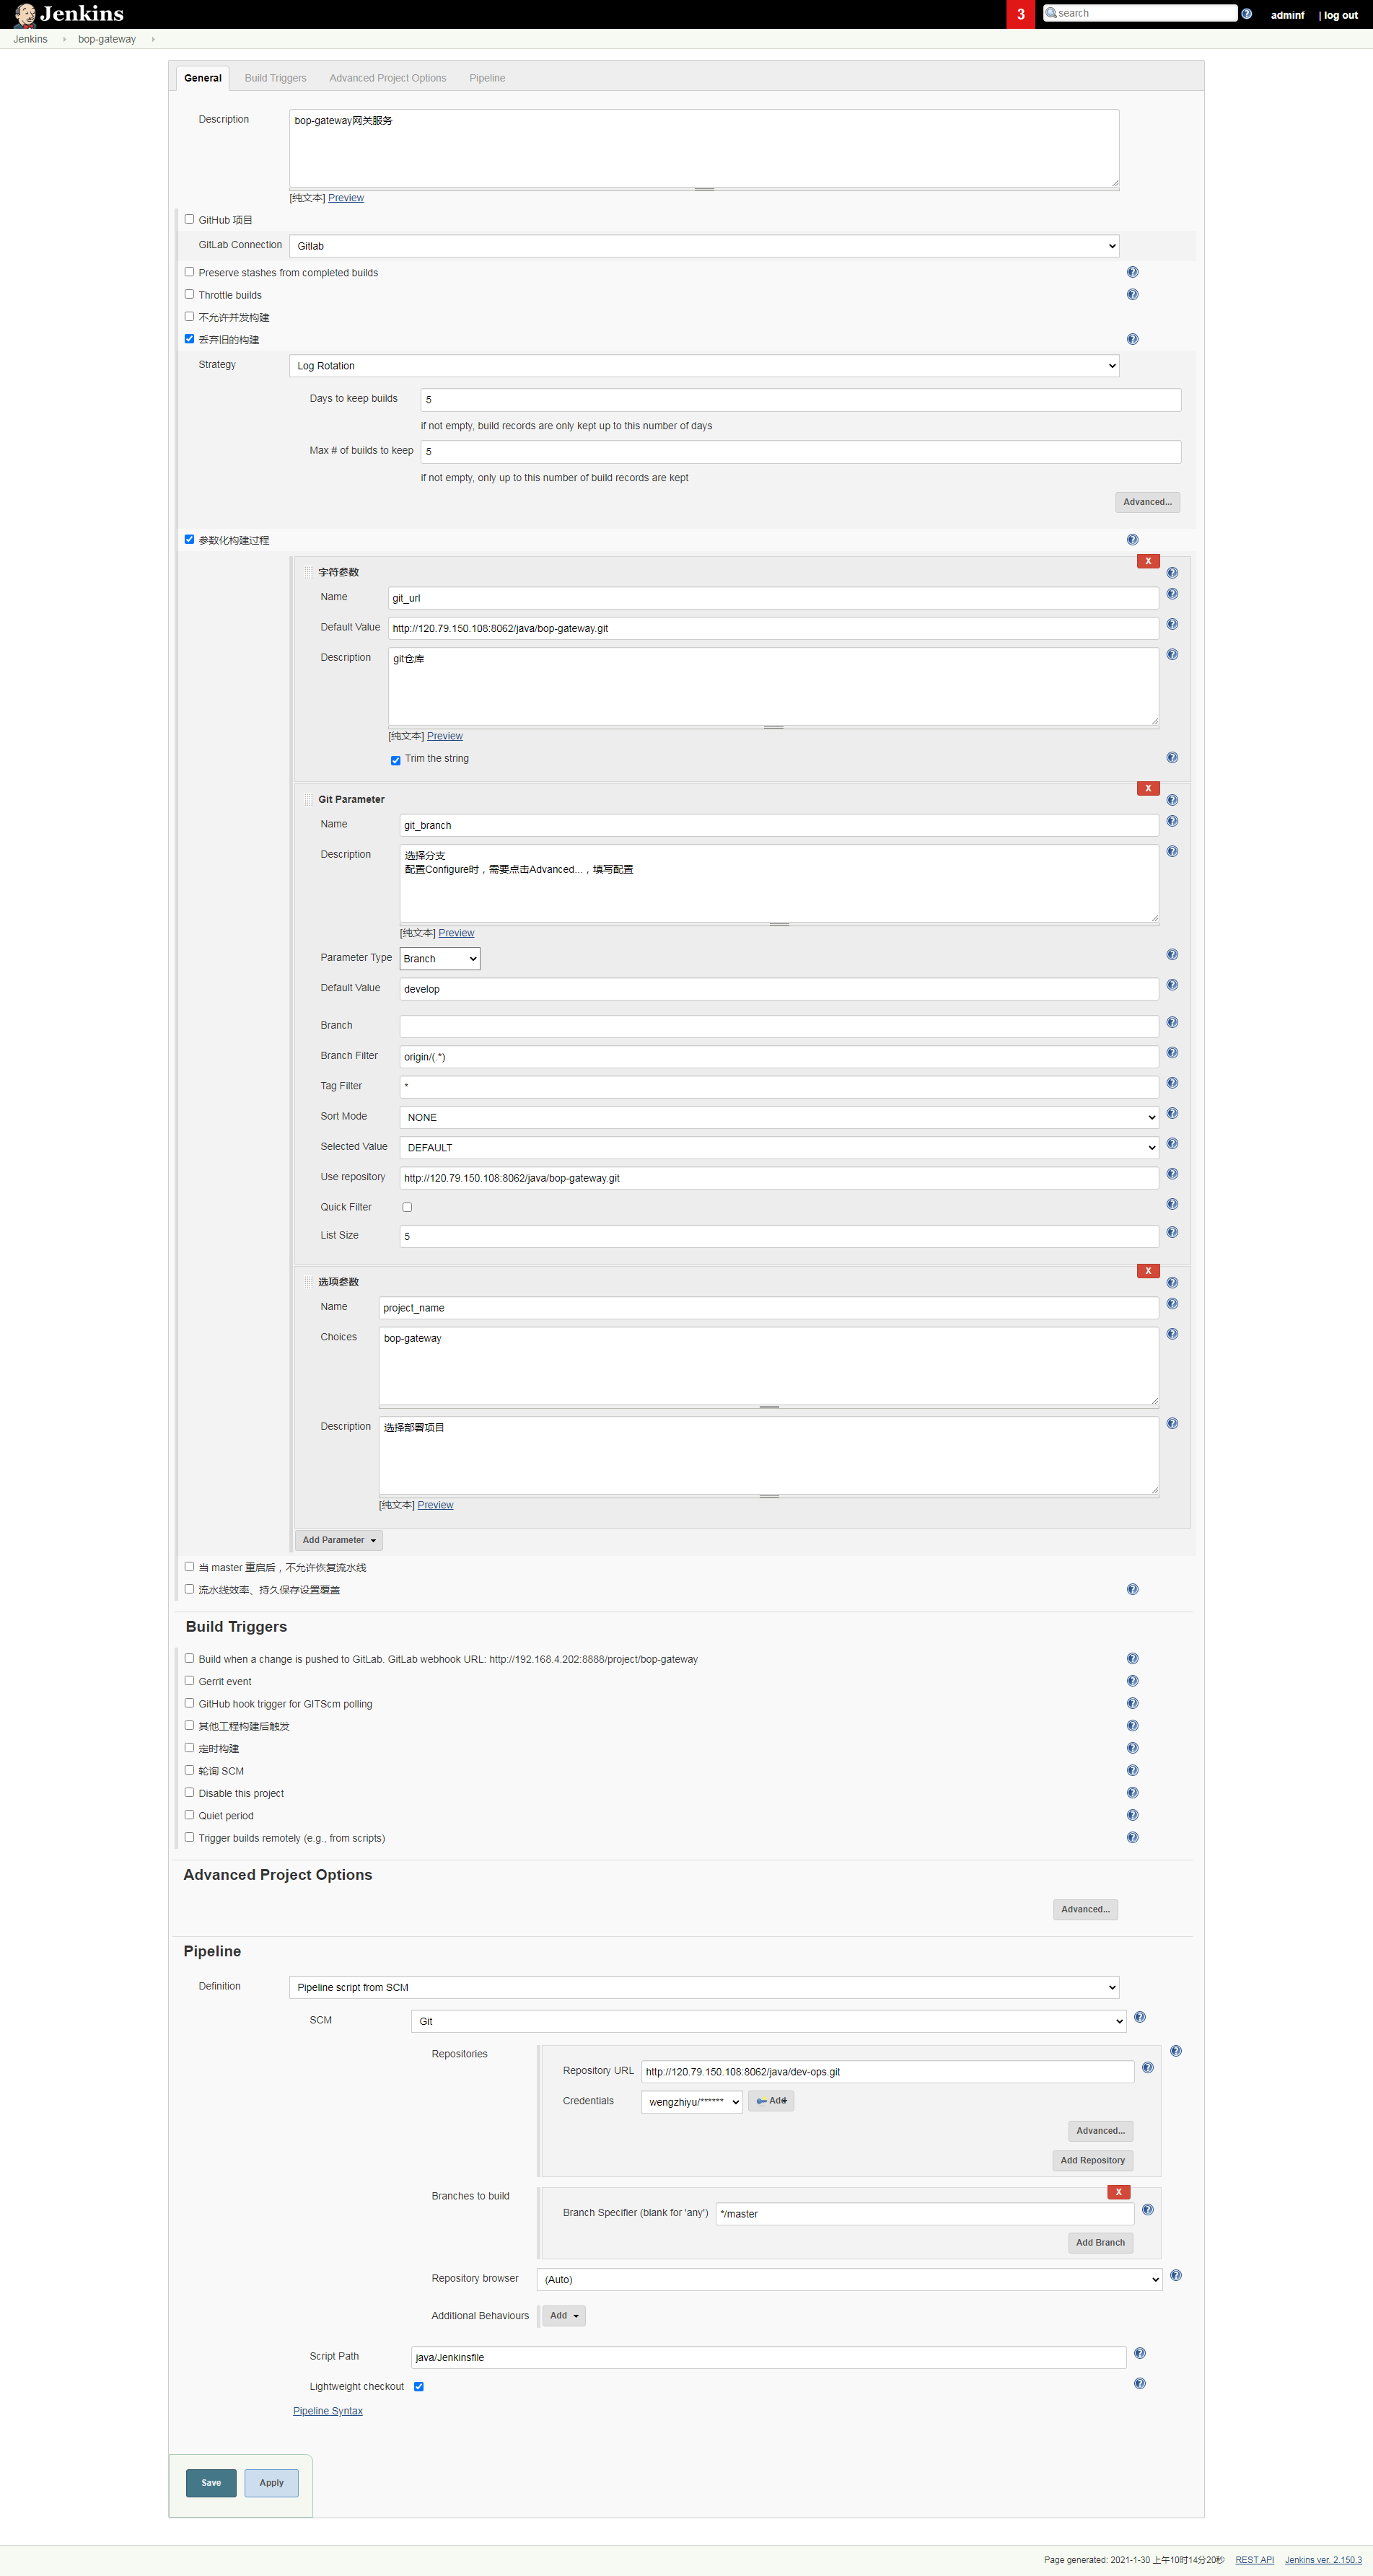 Jenkins
3
search
adminf
| log out
Jenkins
bop-gateway
General
Build Triggers
Advanced Project Options
Pipeline
Description
bop-gateway网关服务
[纯文本] Preview
GitHub 项目
GitLab Connection
Gitlab
Preserve stashes from completed builds
Throttle builds
不允许并发构建
丢弃旧的构建
Strategy
Log Rotation
Days to keep builds
5
if not empty, build records are only kept up to this number of days
Max # of builds to keep
5
if not empty, only up to this number of build records are kept
Advanced...
参数化构建过程
X
字符参数
Name
git_url
Default Value
http://120.79.150.108:8062/java/bop-gateway.git
Description
git仓库
[纯文本] Preview
Trim the string
X
Git Parameter
Name
git_branch
Description
选择分支
配置Configure时，需要点击Advanced...，填写配置
[纯文本] Preview
Parameter Type
Branch
Default Value
develop
Branch
Branch Filter
origin/(.*)
Tag Filter
*
Sort Mode
NONE
Selected Value
DEFAULT
Use repository
http://120.79.150.108:8062/java/bop-gateway.git
Quick Filter
List Size
5
X
选项参数
Name
project_name
Choices
bop-gateway
Description
选择部署项目
[纯文本] Preview
Add Parameter
当 master 重启后，不允许恢复流水线
流水线效率、持久保存设置覆盖
Build Triggers
Build when a change is pushed to GitLab. GitLab webhook URL: http://192.168.4.202:8888/project/bop-gateway
Gerrit event
GitHub hook trigger for GITScm polling
其他工程构建后触发
定时构建
轮询 SCM
Disable this project
Quiet period
Trigger builds remotely (e.g., from scripts)
Advanced Project Options
Advanced...
Pipeline
Definition
Pipeline script from SCM
SCM
Git
Repositories
Repository URL
http://120.79.150.108:8062/java/dev-ops.git
Credentials
wengzhiyu/******
Add
Advanced...
Add Repository
Branches to build
X
Branch Specifier (blank for 'any')
*/master
Add Branch
Repository browser
(Auto)
Additional Behaviours
Add
Script Path
java/Jenkinsfile
Lightweight checkout
Pipeline Syntax
Save
Apply
Page generated: 2021-1-30 上午10时14分20秒
REST API
Jenkins ver. 2.150.3